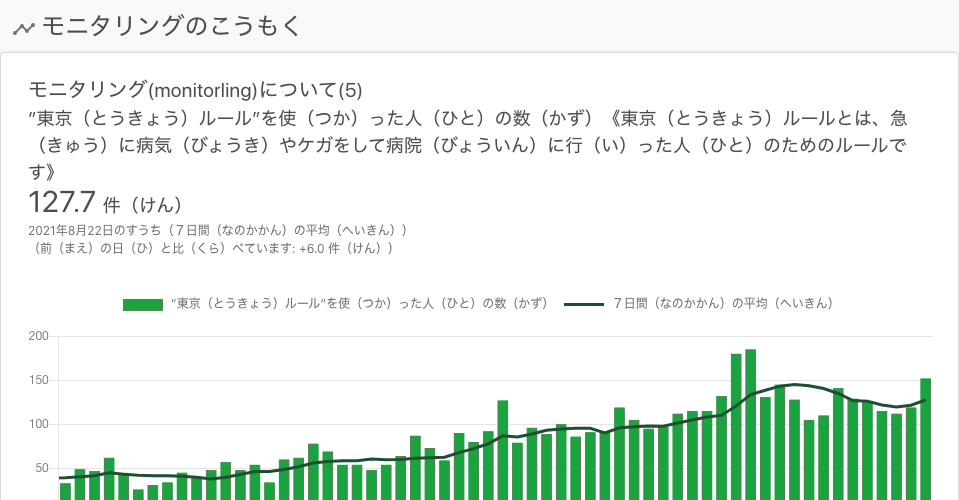 モニタリングのこうもく
モニタリング(monitorling)について(5)
”東京（とうきょう）ルール”を使（つか）った人（ひと）の数（かず）《東京（とうきょう）ルールとは、急
（きゅう）に病気（びょうき）やケガをして病院（びょういん）に行（い）った人（ひと）のためのルールで
す》
127.7 件（けん）
2021年8月22日のすうち（７日間（なのかかん）の平均（へいきん））
（前（まえ）の日（ひ）と比（くら）べています: +6.0 件（けん））
”東京（とうきょう）ルール”を使（つか）った人（ひと）の数（かず） ７日間（なのかかん）の平均（へいきん）
200
150
100
50